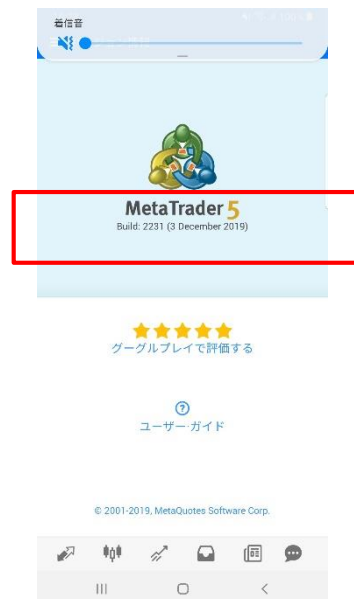 着信音
MetaTrader 5
Build: 2231 (3 December 2019)
グーグルプレイで評価する
ユーザー·ガイド
© 2001-2019, MetaQuotes Software Corp.